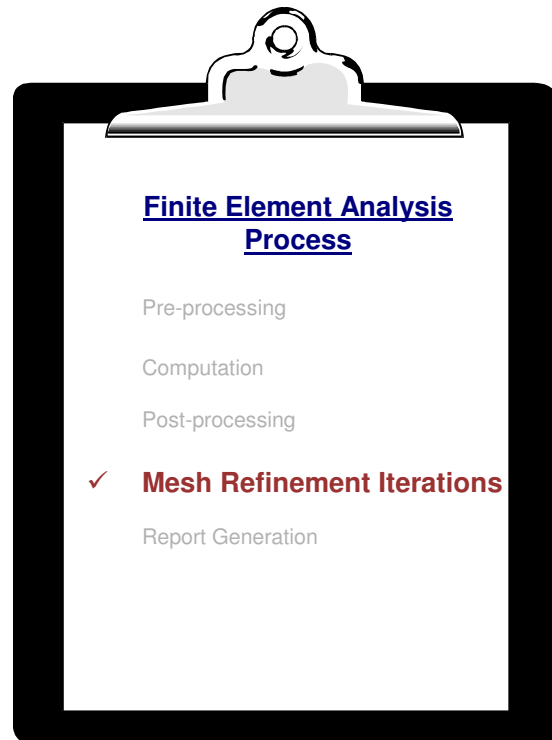 Finite Element Analysis
Process
Pre-processing
Computation
Post-processing
✓ Mesh Refinement Iterations
Report Generation